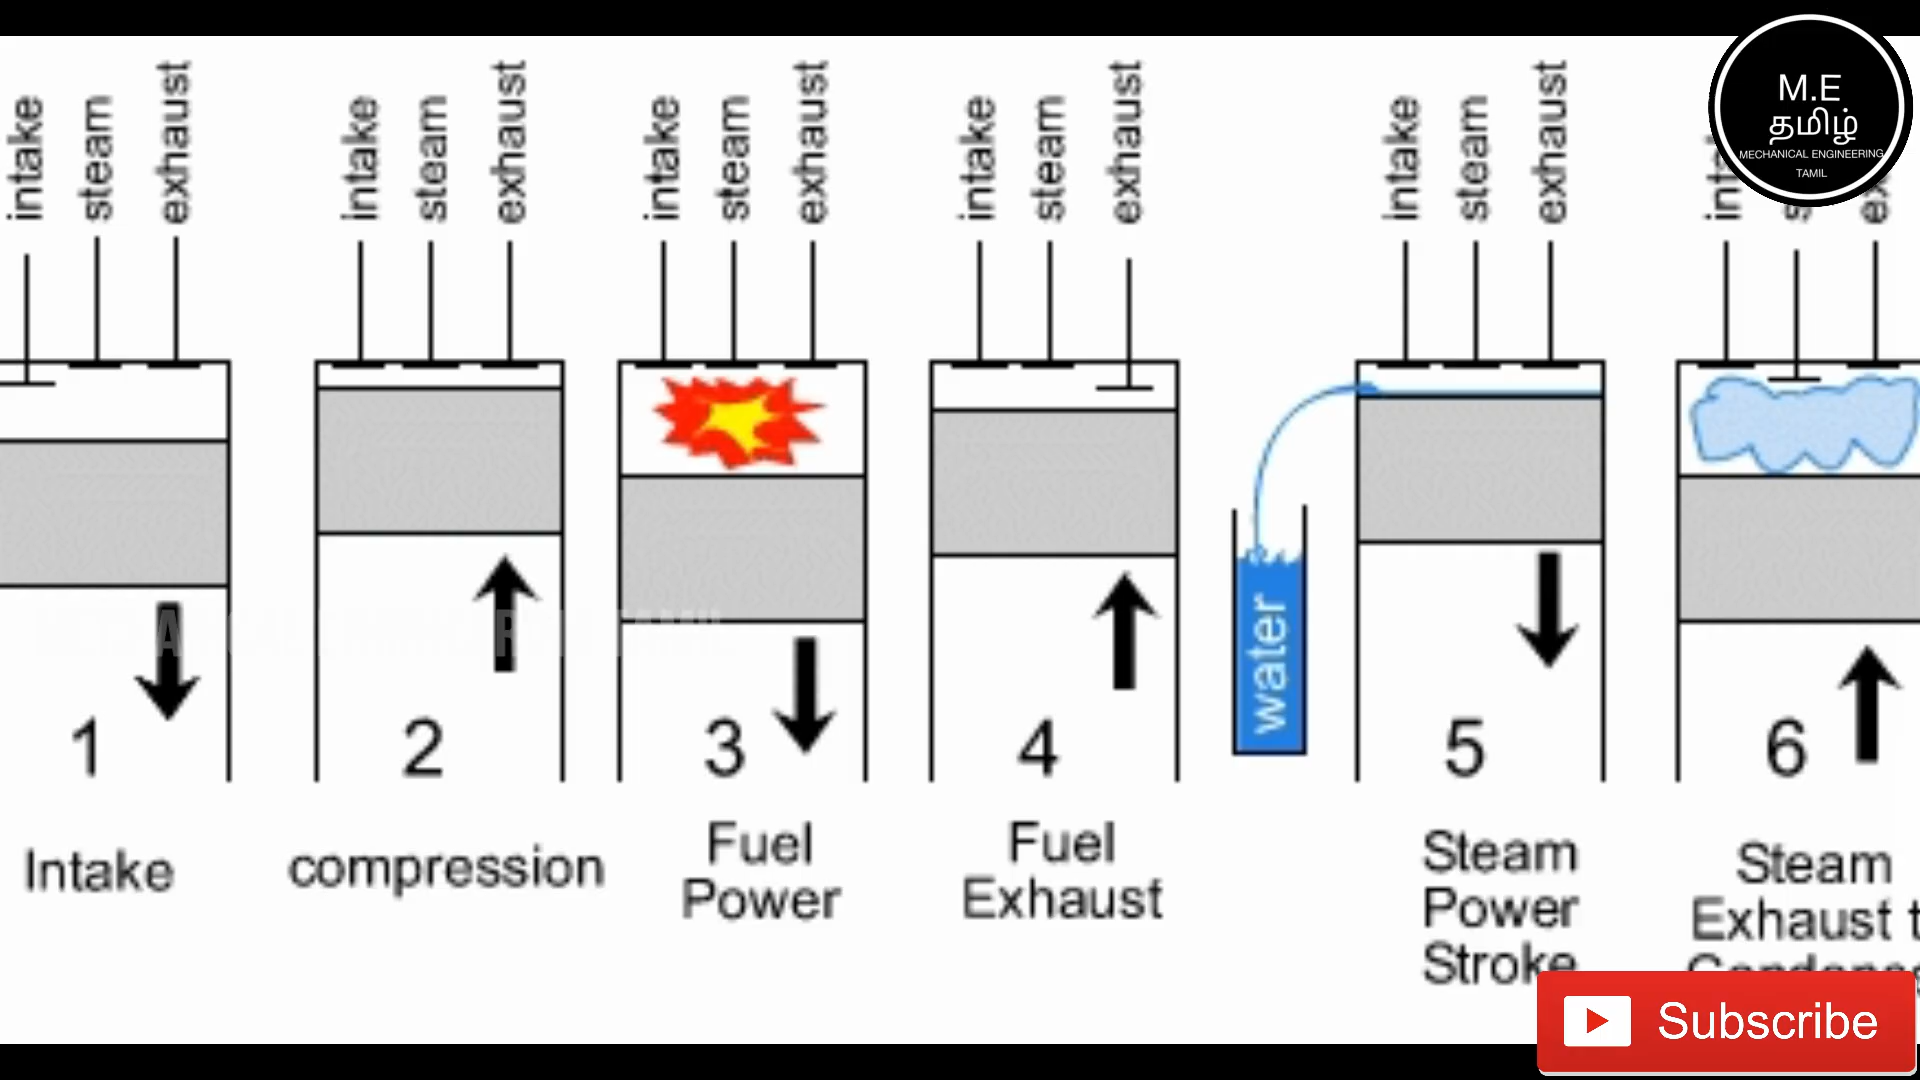 intake
steam
exhaust
intake
steam
exhaust
intake
steam
exhaust
intake
steam
exhaust
intake
steam
exhaust
M.E
தமிழ்
MECHANICAL ENGINEERING
TAMIL
water
1
2
3
4
5
6
Intake
compression
Fuel
Power
Fuel
Exhaust
Steam
Power
Stroke
Steam
Exhaust t
Subscribe